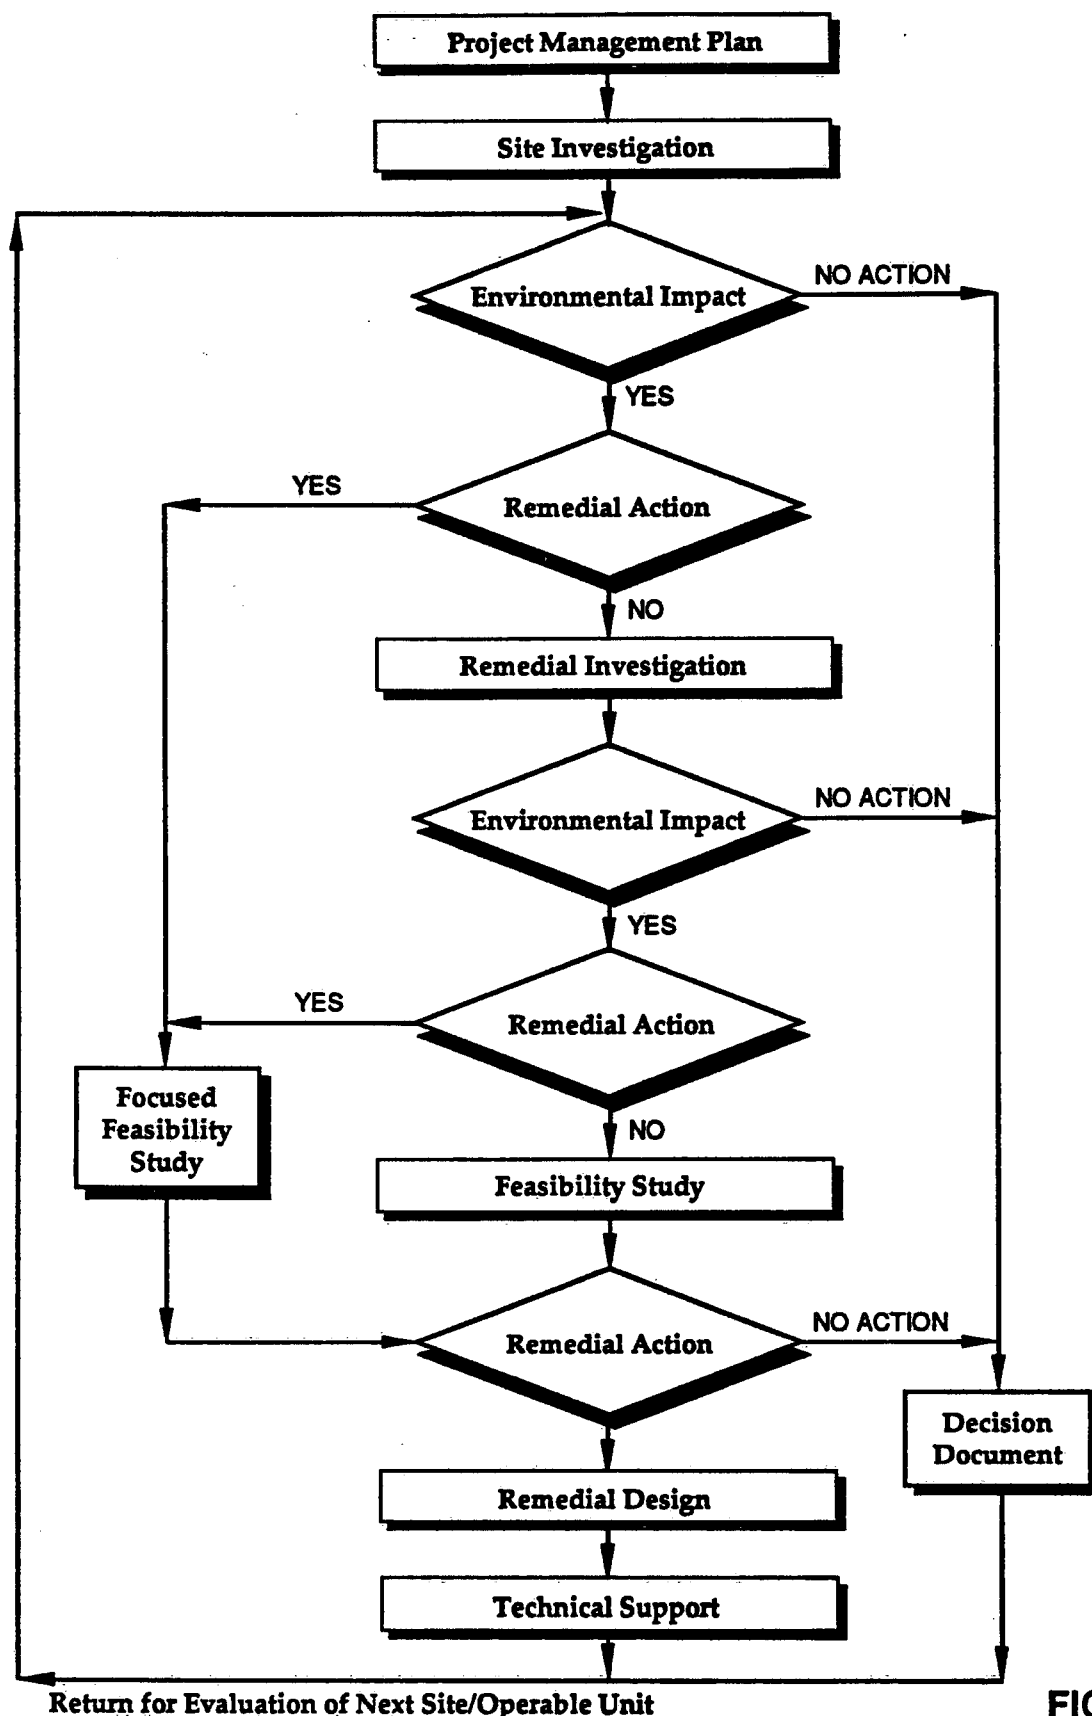 Project Management Plan
Site Investigation
Environmental Impact
NO ACTION
YES
YES
Remedial Action
NO
Remedial Investigation
Environmental Impact
NO ACTION
YES
YES
Remedial Action
NO
Focused
Feasibility
Study
Feasibility Study
Remedial Action
NO ACTION
Decision
Document
Remedial Design
Technical Support
Return for Evaluation of Next Site/Operable Unit